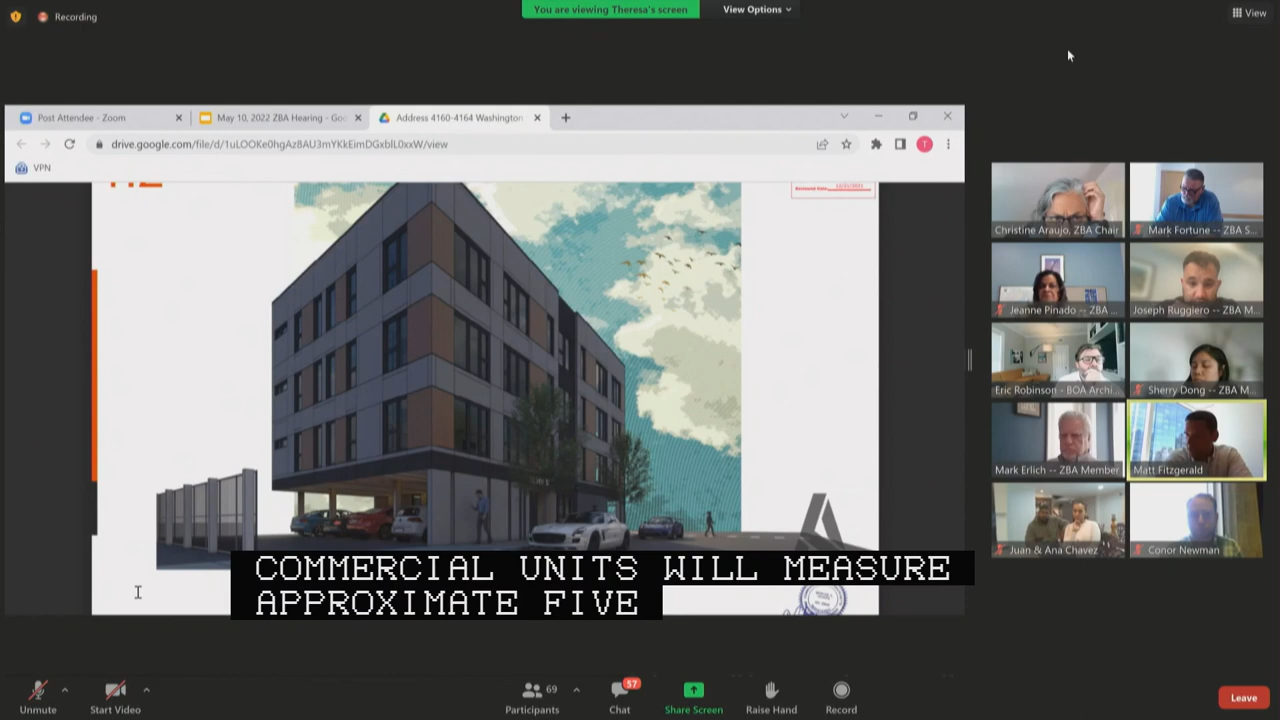 Recording
You are viewing Theresa's screen
View Options
View
Post Attendee - Zoom
May 10, 2022 ZBA Hearing - Goo
Address 4160-4164 Washington
drive.google.com/file/d/1uLOOKe0hgAz8AU3mYKkEimDGxblL0xxW/view
T
VPN
Christine Araujo, ZBA Chair
Mark Fortune -- ZBA S...
Jeanne Pinado -- ZBA ...
Joseph Ruggiero -- ZBA M...
Eric Robinson - BOA Archi...
Sherry Dong -- ZBA M...
Mark Erlich -- ZBA Member
Matt Fitzgerald
Juan & Ana Chavez
Conor Newman
COMMERCIAL UNITS WILL MEASURE
APPROXIMATE FIVE
Unmute
Start Video
69
Participants
57
Chat
Share Screen
Raise Hand
Record
Leave